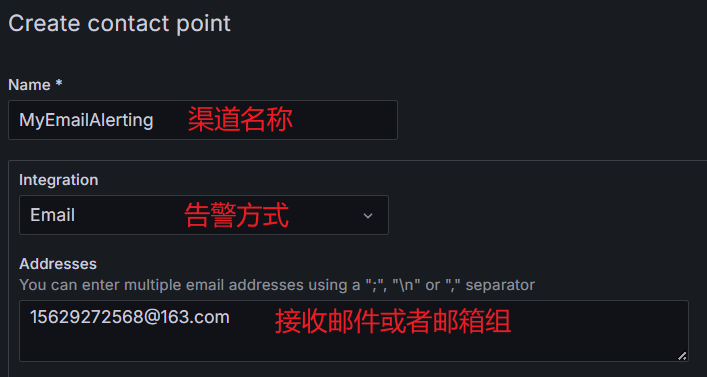 Create contact point
Name *
MyEmailAlerting 渠道名称
Integration
Email 告警方式
Addresses
You can enter multiple email addresses using a ";", "\n" or "," separator
15629272568@163.com 接收邮件或者邮箱组